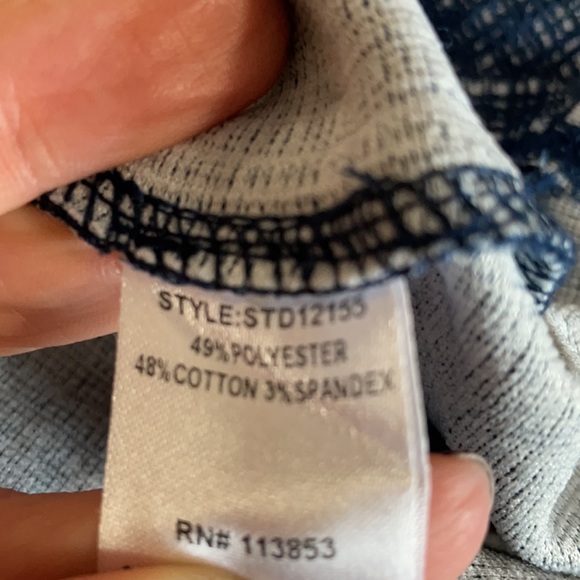 STYLE:STD12155
49%POLYESTER
48%COTTON 3%SPANDEX
RN# 113853